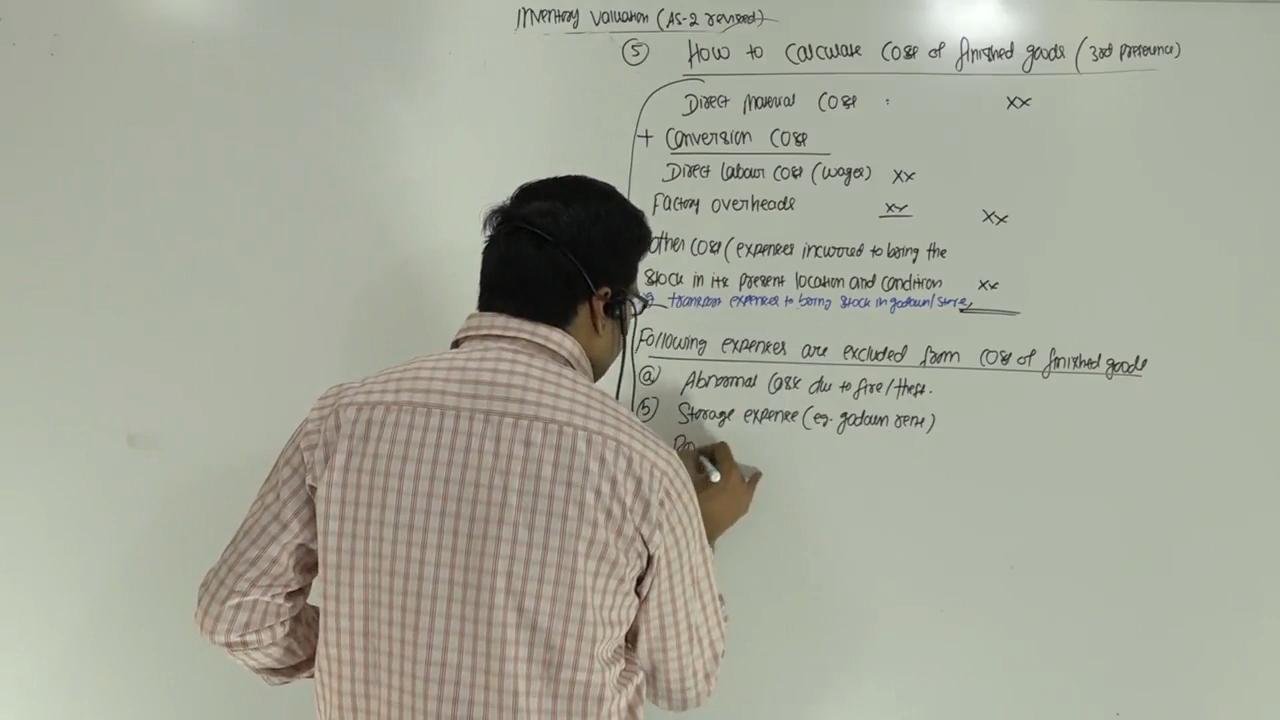 Inventory Valuation (AS-2 revised)
⑤ How to calculate cost of finished goods (3rd presence)
Direct Material Cost : xx
+ Conversion Cost
Direct labour cost (wages) xx
Factory overheads xx xx
other cost (expenses incurred to bring the
stock in its present location and condition xx
eg transport expenses to bring stock in godown/store,
Following expenses are excluded from cost of finished goods
ⓐ Abnormal loss due to fire/theft.
ⓑ Storage expense (eg. godown rent)